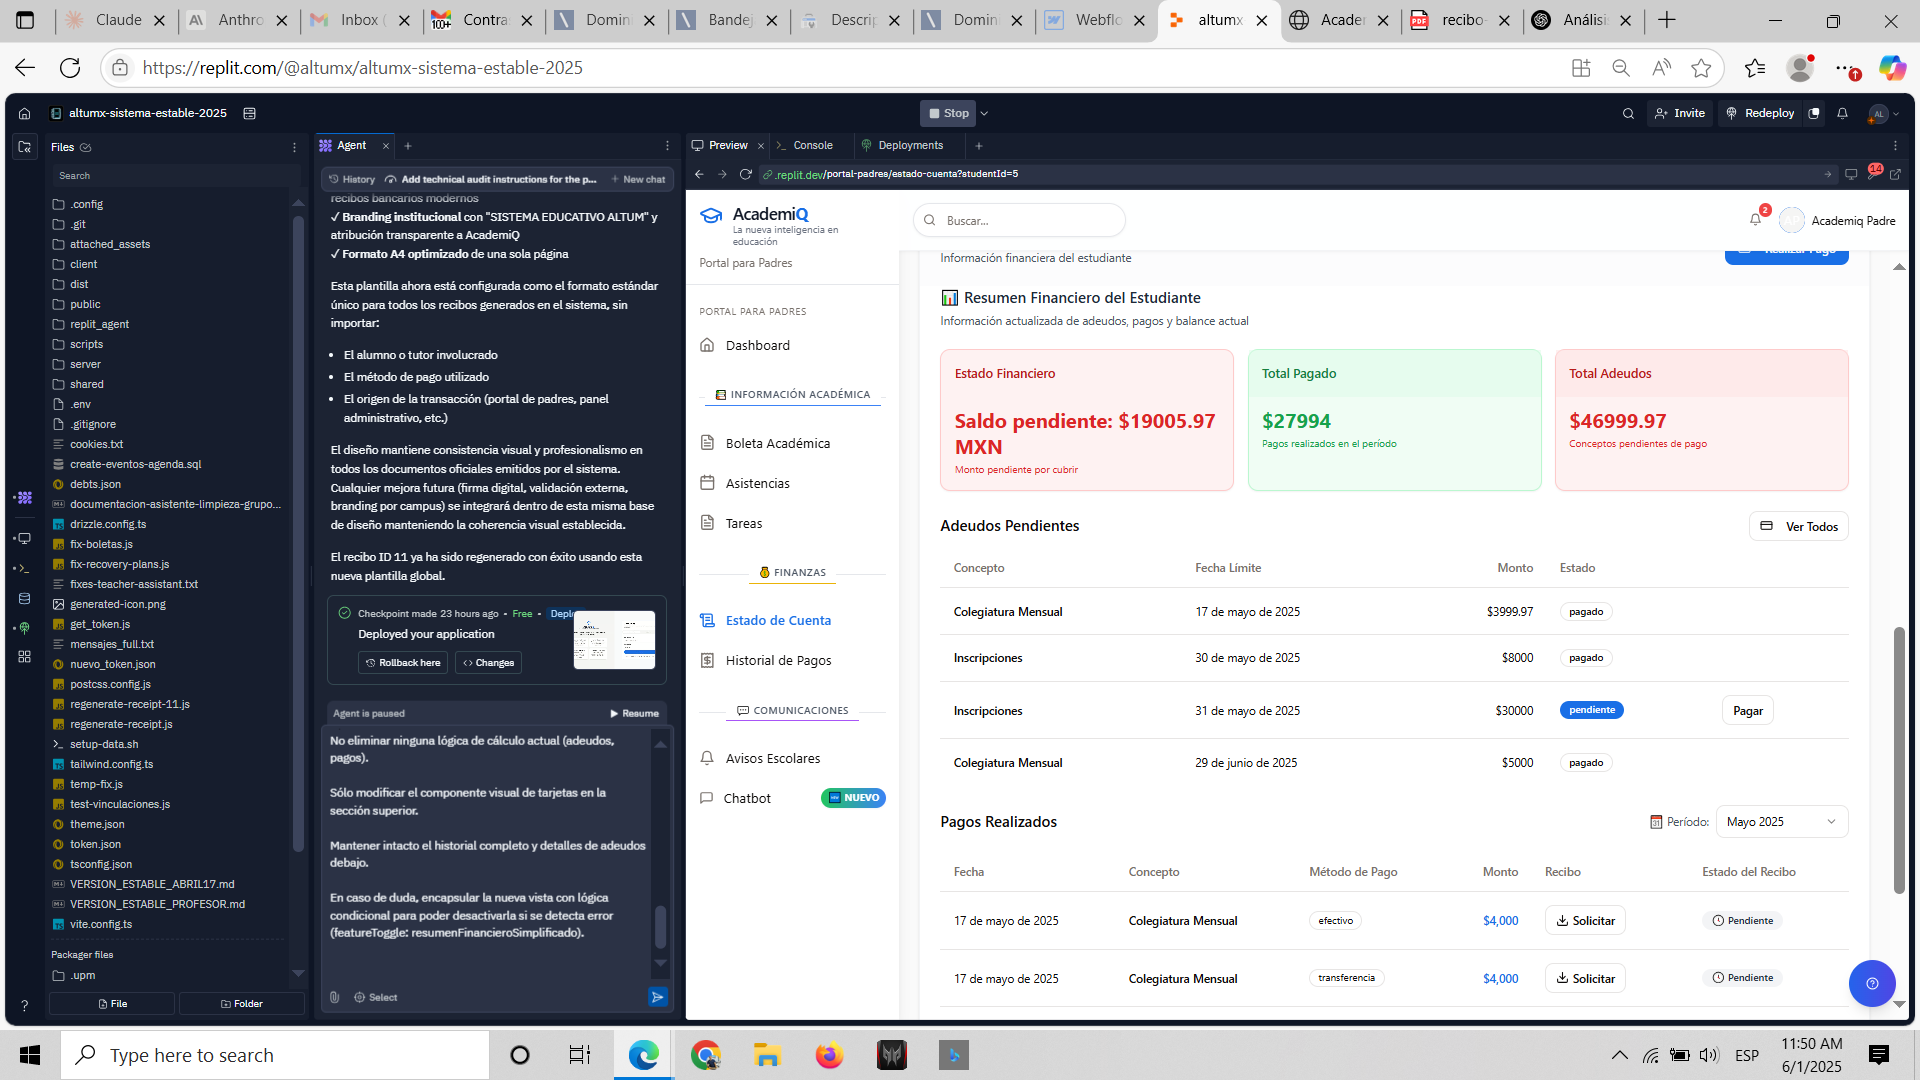 Claude
Anthro
Inbox (
Contra
Domin
Bandej
Descrip
Domin
Webflo
altumx
Acader
recibo-
Análisi
https://replit.com/@altumx/altumx-sistema-estable-2025
altumx-sistema-estable-2025
Stop
Invite
Redeploy
AL
Files
Search
.config
.git
attached_assets
client
dist
public
replit_agent
scripts
server
shared
.env
.gitignore
cookies.txt
create-eventos-agenda.sql
debts.json
documentacion-asistente-limpieza-grupo...
drizzle.config.ts
fix-boletas.js
fix-recovery-plans.js
fixes-teacher-assistant.txt
generated-icon.png
get_token.js
mensajes_full.txt
nuevo_token.json
postcss.config.js
regenerate-receipt-11.js
regenerate-receipt.js
setup-data.sh
tailwind.config.ts
temp-fix.js
test-vinculaciones.js
theme.json
token.json
tsconfig.json
VERSION_ESTABLE_ABRIL17.md
VERSION_ESTABLE_PROFESOR.md
vite.config.ts
Packager files
.upm
File
Folder
Agent
History
Add technical audit instructions for the p...
New chat
recibos bancarios modernos
✓ Branding institucional con "SISTEMA EDUCATIVO ALTUM" y
atribución transparente a AcademiQ
✓ Formato A4 optimizado de una sola página
Esta plantilla ahora está configurada como el formato estándar
único para todos los recibos generados en el sistema, sin
importar:
• El alumno o tutor involucrado
• El método de pago utilizado
• El origen de la transacción (portal de padres, panel
administrativo, etc.)
El diseño mantiene consistencia visual y profesionalismo en
todos los documentos oficiales emitidos por el sistema.
Cualquier mejora futura (firma digital, validación externa,
branding por campus) se integrará dentro de esta misma base
de diseño manteniendo la coherencia visual establecida.
El recibo ID 11 ya ha sido regenerado con éxito usando esta
nueva plantilla global.
Checkpoint made 23 hours ago • Free • Deplo
Deployed your application
Rollback here
Changes
Agent is paused
Resume
No eliminar ninguna lógica de cálculo actual (adeudos,
pagos).
Sólo modificar el componente visual de tarjetas en la
sección superior.
Mantener intacto el historial completo y detalles de adeudos
debajo.
En caso de duda, encapsular la nueva vista con lógica
condicional para poder desactivarla si se detecta error
(featureToggle: resumenFinancieroSimplificado).
Select
Preview
Console
Deployments
.replit.dev/portal-padres/estado-cuenta?studentId=5
14
AcademiQ
La nueva inteligencia en
educación
Portal para Padres
PORTAL PARA PADRES
Dashboard
INFORMACIÓN ACADÉMICA
Boleta Académica
Asistencias
Tareas
FINANZAS
Estado de Cuenta
Historial de Pagos
COMUNICACIONES
Avisos Escolares
Chatbot
NUEVO
Buscar...
2
Academiq Padre
Información financiera del estudiante
Realizar Pago
Resumen Financiero del Estudiante
Información actualizada de adeudos, pagos y balance actual
Estado Financiero
Saldo pendiente: $19005.97
MXN
Monto pendiente por cubrir
Total Pagado
$27994
Pagos realizados en el período
Total Adeudos
$46999.97
Conceptos pendientes de pago
Adeudos Pendientes
Ver Todos
Concepto Fecha Límite Monto Estado
Colegiatura Mensual 17 de mayo de 2025 $3999.97 pagado
Inscripciones 30 de mayo de 2025 $8000 pagado
Inscripciones 31 de mayo de 2025 $30000 pendiente Pagar
Colegiatura Mensual 29 de junio de 2025 $5000 pagado
Pagos Realizados
Período: Mayo 2025
Fecha Concepto Método de Pago Monto Recibo Estado del Recibo
17 de mayo de 2025 Colegiatura Mensual efectivo $4,000 Solicitar Pendiente
17 de mayo de 2025 Colegiatura Mensual transferencia $4,000 Solicitar Pendiente
Type here to search
ESP
11:50 AM
6/1/2025